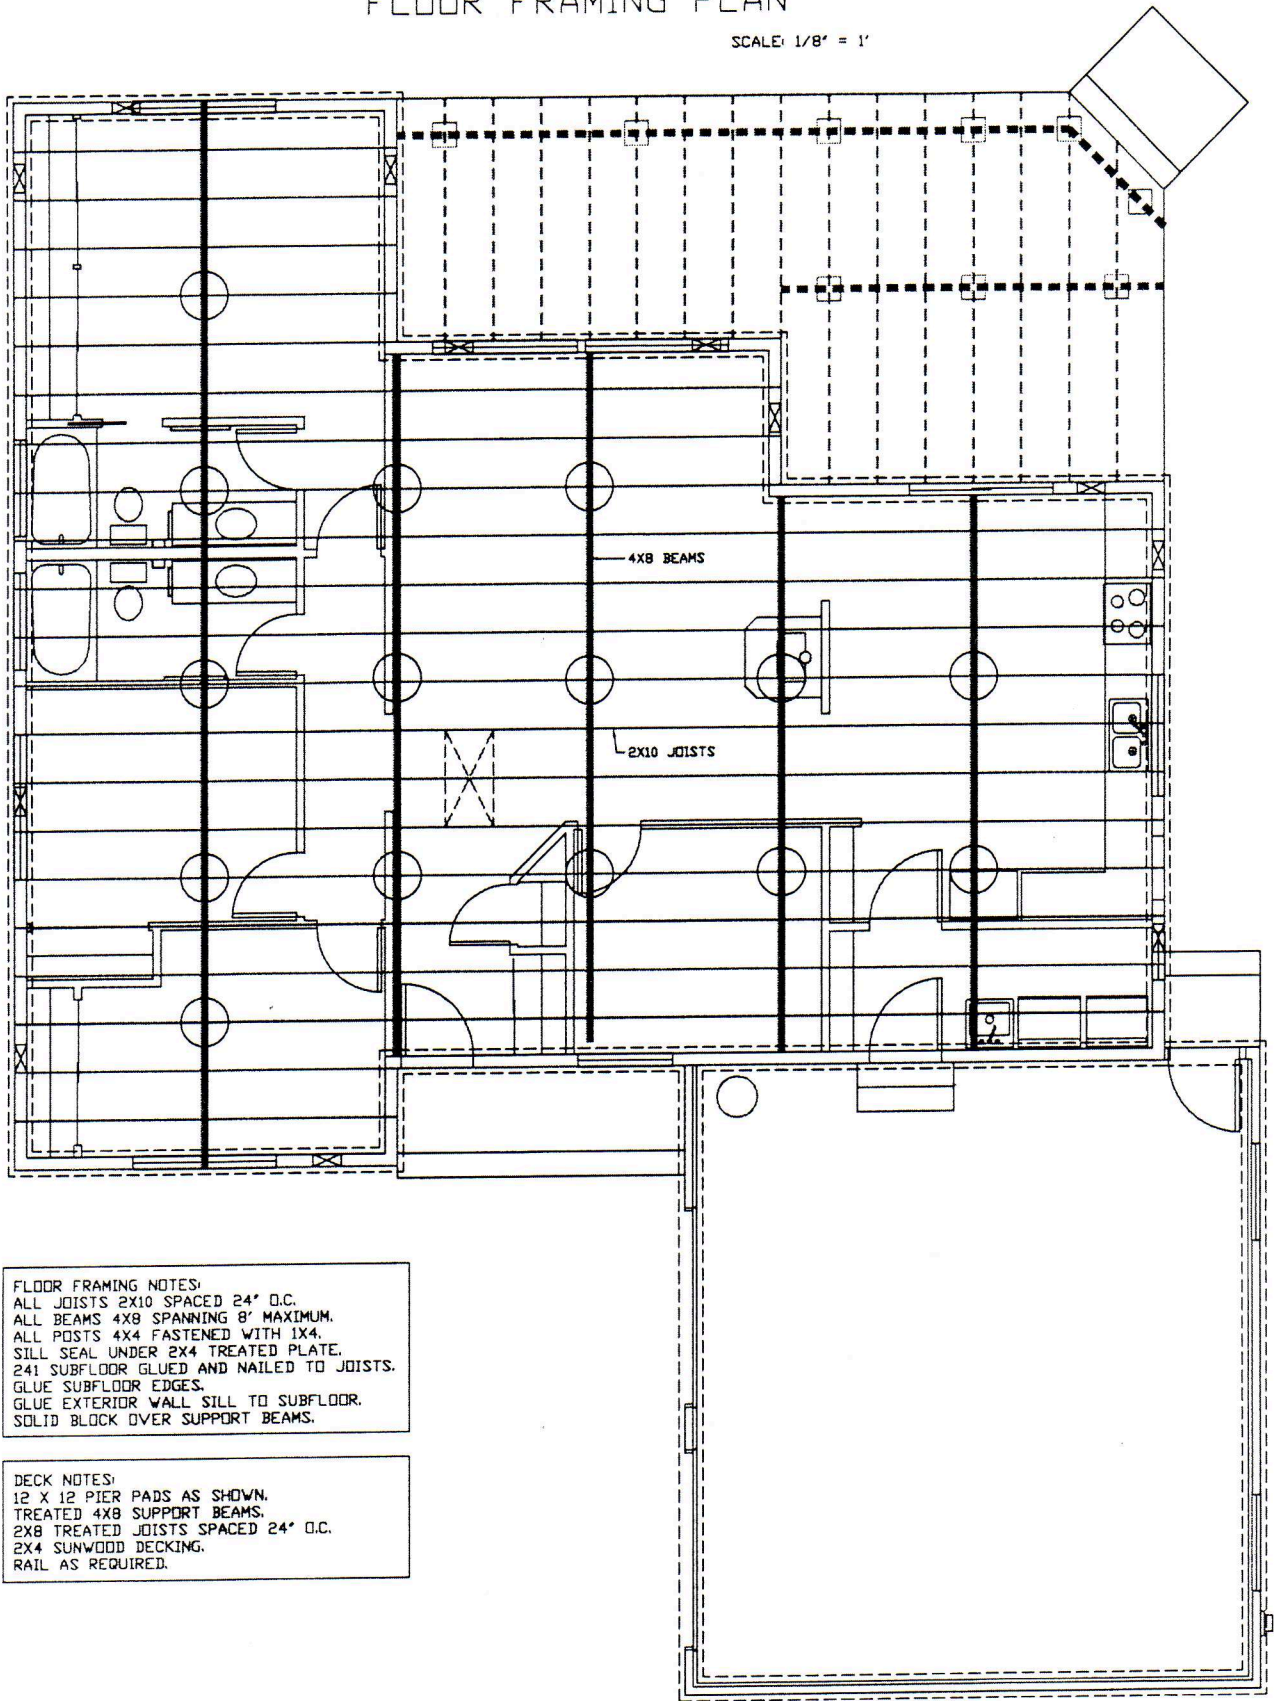 FLOOR FRAMING PLAN
SCALE: 1/8" = 1'
4X8 BEAMS
2X10 JOISTS
FLOOR FRAMING NOTES:
ALL JOISTS 2X10 SPACED 24" O.C.
ALL BEAMS 4X8 SPANNING 8' MAXIMUM.
ALL POSTS 4X4 FASTENED WITH 1X4.
SILL SEAL UNDER 2X4 TREATED PLATE.
241 SUBFLOOR GLUED AND NAILED TO JOISTS.
GLUE SUBFLOOR EDGES.
GLUE EXTERIOR WALL SILL TO SUBFLOOR.
SOLID BLOCK OVER SUPPORT BEAMS.
DECK NOTES:
12 X 12 PIER PADS AS SHOWN.
TREATED 4X8 SUPPORT BEAMS.
2X8 TREATED JOISTS SPACED 24" O.C.
2X4 SUNWOOD DECKING.
RAIL AS REQUIRED.